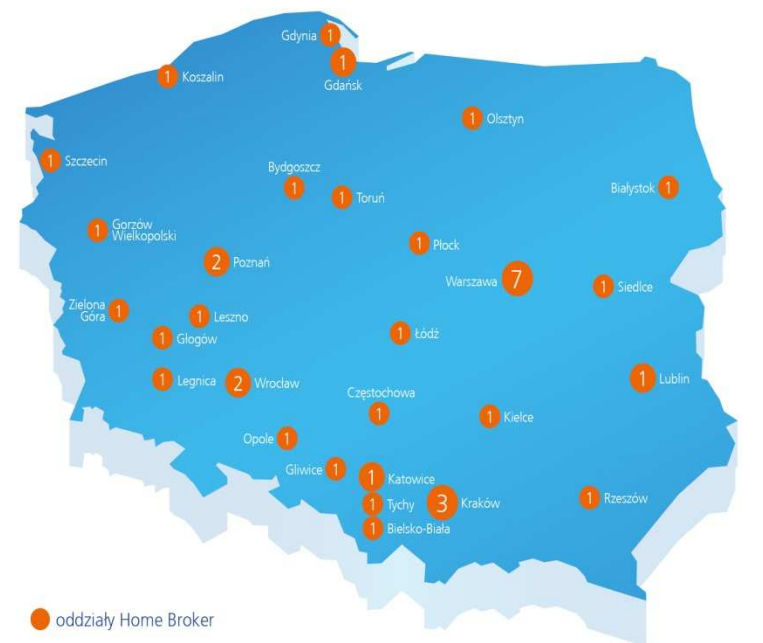 Gdynia 1
1
Gdańsk
1 Koszalin
1 Olsztyn
1 Szczecin
Bydgoszcz
1
1 Toruń
Białystok 1
1 Gorzów
Wielkopolski
1 Płock
2 Poznań
Warszawa 7
1 Siedlce
Zielona
Góra 1
1 Leszno
1 Głogów
1 Łódź
1 Legnica
2 Wrocław
1 Lublin
Częstochowa
1
1 Kielce
Opole 1
Gliwice 1
1 Katowice
1 Tychy
3 Kraków
1 Rzeszów
1 Bielsko-Biała
oddziały Home Broker